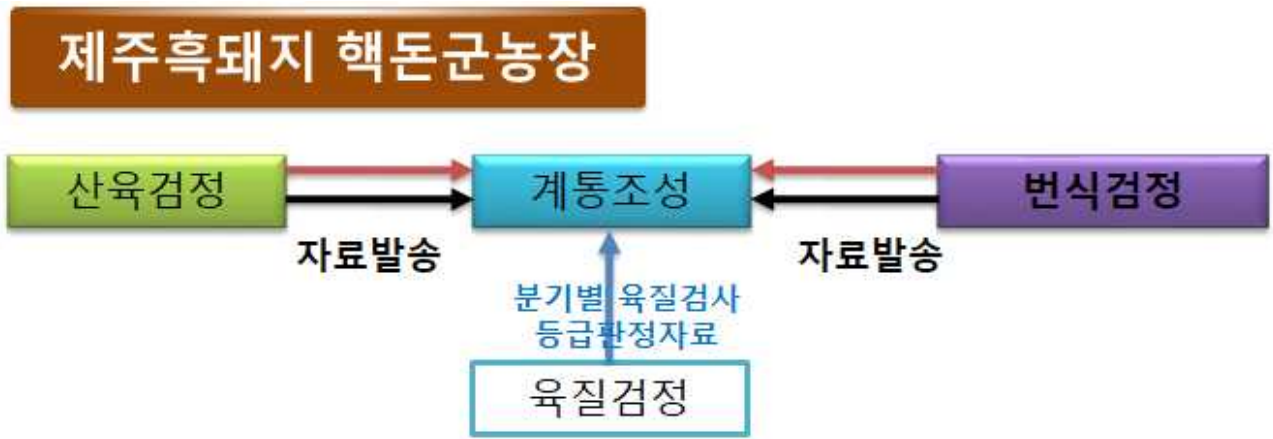 제주흑돼지 핵돈군농장
산육검정
계통조성
번식검정
자료발송
자료발송
분기별 육질검사
등급판정자료
육질검정